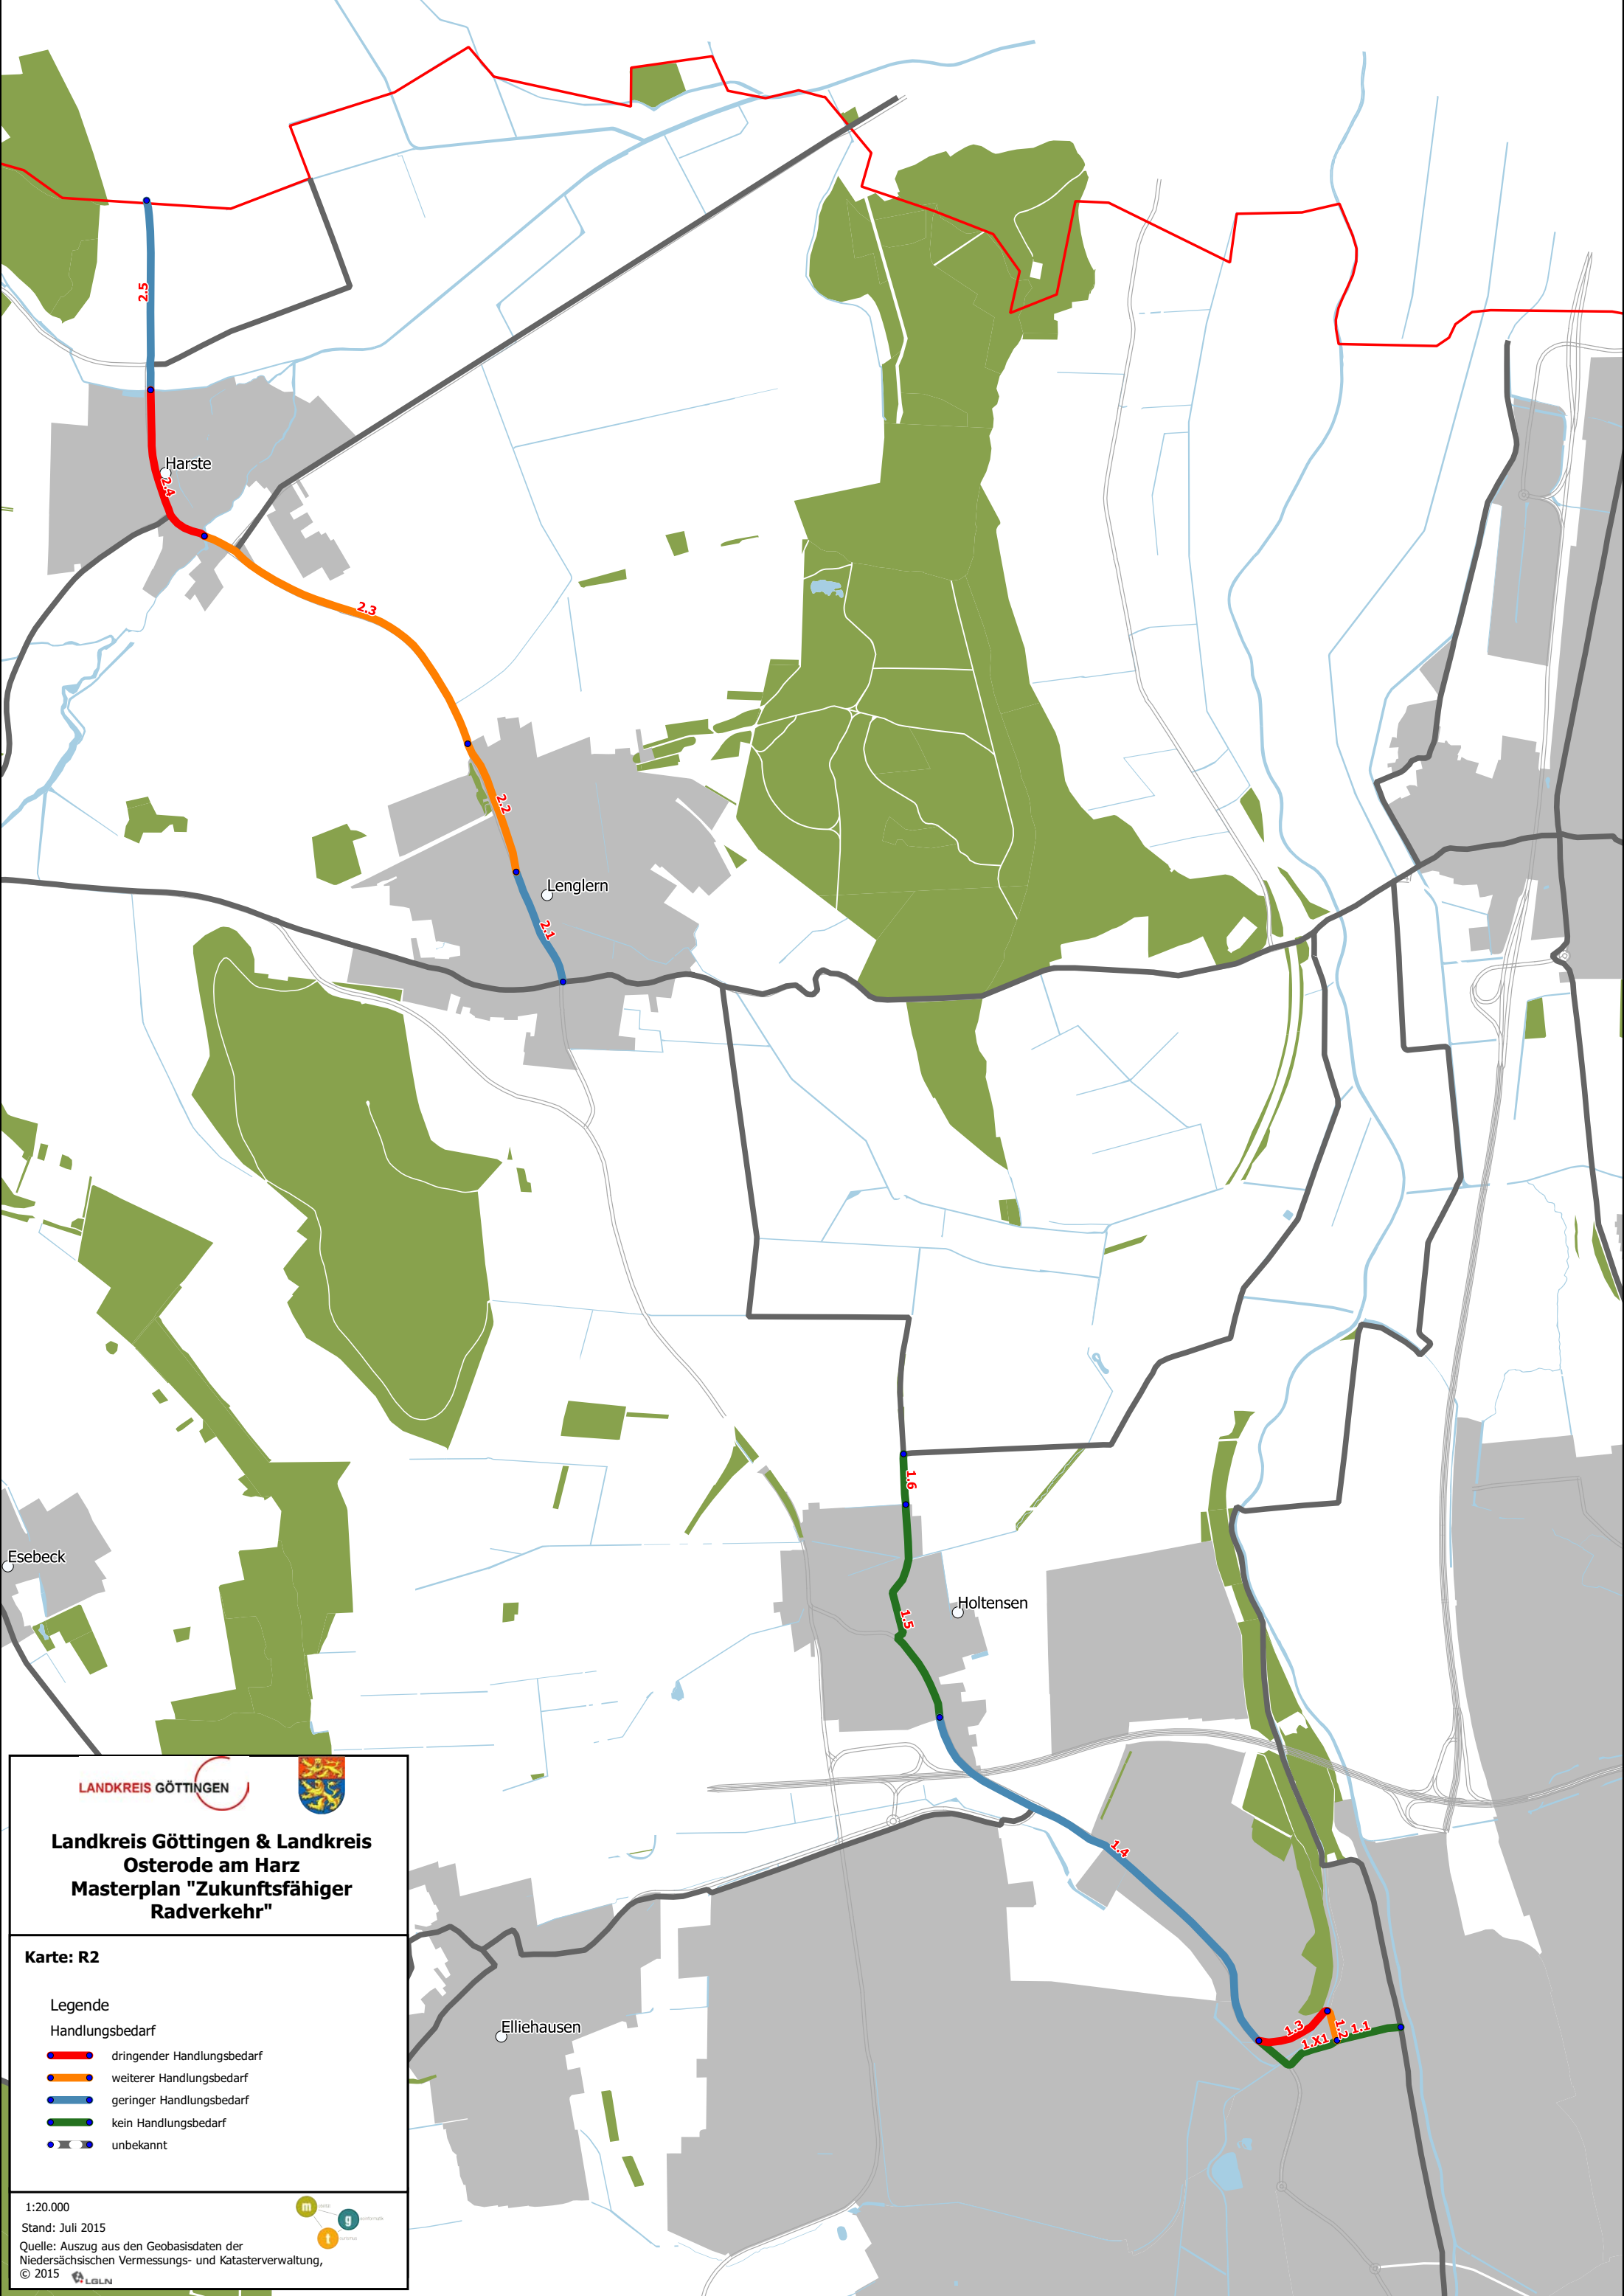 2.5
Harste
2.4
2.3
2.2
Lenglern
2.1
1.6
Esebeck
Holtensen
1.5
1.4
Elliehausen
1.3
1.2
1.1
1.X1
LANDKREIS GÖTTINGEN
Landkreis Göttingen & Landkreis
Osterode am Harz
Masterplan "Zukunftsfähiger
Radverkehr"
Karte: R2
Legende
Handlungsbedarf
dringender Handlungsbedarf
weiterer Handlungsbedarf
geringer Handlungsbedarf
kein Handlungsbedarf
unbekannt
1:20.000
Stand: Juli 2015
m
g
t
Quelle: Auszug aus den Geobasisdaten der
Niedersächsischen Vermessungs- und Katasterverwaltung,
© 2015
LGLN